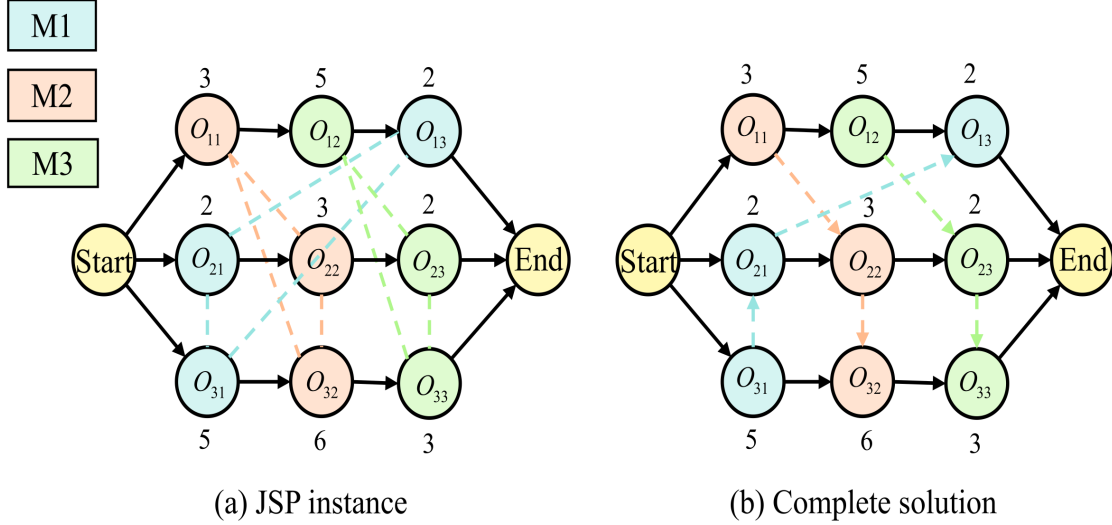 M1
M2
M3
3 5 2
O11 O12 O13
2 3 2
Start O21 O22 O23 End
O31 O32 O33
5 6 3
(a) JSP instance
3 5 2
O11 O12 O13
2 3 2
Start O21 O22 O23 End
O31 O32 O33
5 6 3
(b) Complete solution